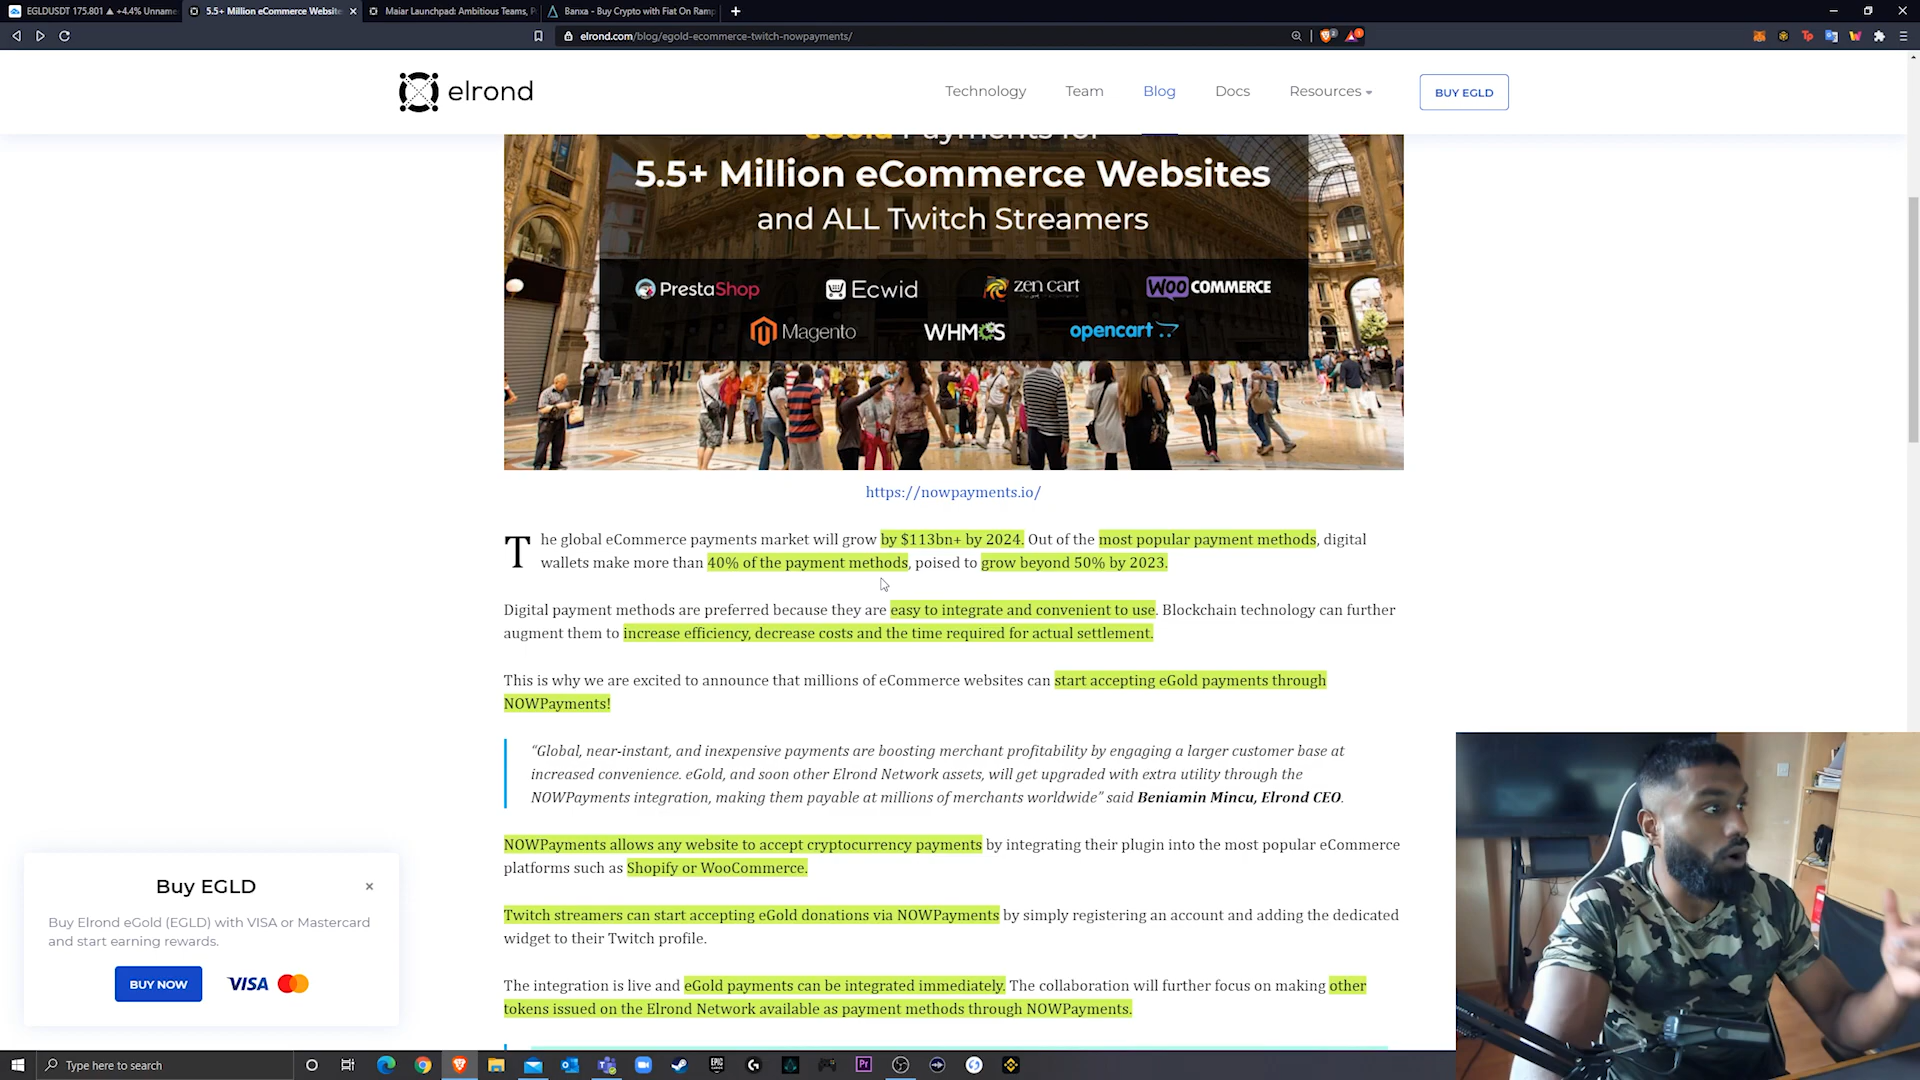 EGLDUSDT 175.801 ▲ +4.4% Unname
5.5+ Million eCommerce Website
Maiar Launchpad: Ambitious Teams, P
Banxa - Buy Crypto with Fiat On Ramp
elrond.com/blog/egold-ecommerce-twitch-nowpayments/
elrond
Technology
Team
Blog
Docs
Resources
BUY EGLD
eGold Payments for
5.5+ Million eCommerce Websites
and ALL Twitch Streamers
PrestaShop
Ecwid
zen cart
WOO COMMERCE
Magento
WHMCS
opencart
https://nowpayments.io/
The global eCommerce payments market will grow by $113bn+ by 2024. Out of the most popular payment methods, digital
wallets make more than 40% of the payment methods, poised to grow beyond 50% by 2023.
Digital payment methods are preferred because they are easy to integrate and convenient to use. Blockchain technology can further
augment them to increase efficiency, decrease costs and the time required for actual settlement.
This is why we are excited to announce that millions of eCommerce websites can start accepting eGold payments through
NOWPayments!
“Global, near-instant, and inexpensive payments are boosting merchant profitability by engaging a larger customer base at
increased convenience. eGold, and soon other Elrond Network assets, will get upgraded with extra utility through the
NOWPayments integration, making them payable at millions of merchants worldwide” said Beniamin Mincu, Elrond CEO.
NOWPayments allows any website to accept cryptocurrency payments by integrating their plugin into the most popular eCommerce
platforms such as Shopify or WooCommerce.
Twitch streamers can start accepting eGold donations via NOWPayments by simply registering an account and adding the dedicated
widget to their Twitch profile.
The integration is live and eGold payments can be integrated immediately. The collaboration will further focus on making other
tokens issued on the Elrond Network available as payment methods through NOWPayments.
Buy EGLD
Buy Elrond eGold (EGLD) with VISA or Mastercard
and start earning rewards.
BUY NOW
VISA
Type here to search